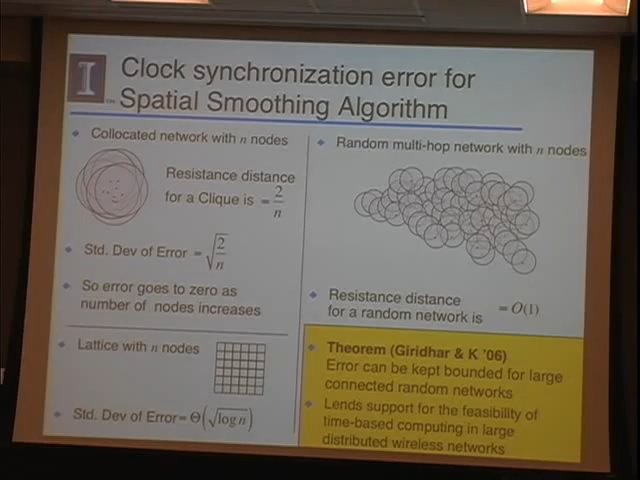 I
Clock synchronization error for
Spatial Smoothing Algorithm
Collocated network with n nodes
Resistance distance
for a Clique is = 2/n
Std. Dev of Error = √(2/n)
So error goes to zero as
number of nodes increases
Lattice with n nodes
Std. Dev of Error= Θ(√log n)
Random multi-hop network with n nodes
Resistance distance
for a random network is = O(1)
Theorem (Giridhar & K '06)
Error can be kept bounded for large
connected random networks
Lends support for the feasibility of
time-based computing in large
distributed wireless networks